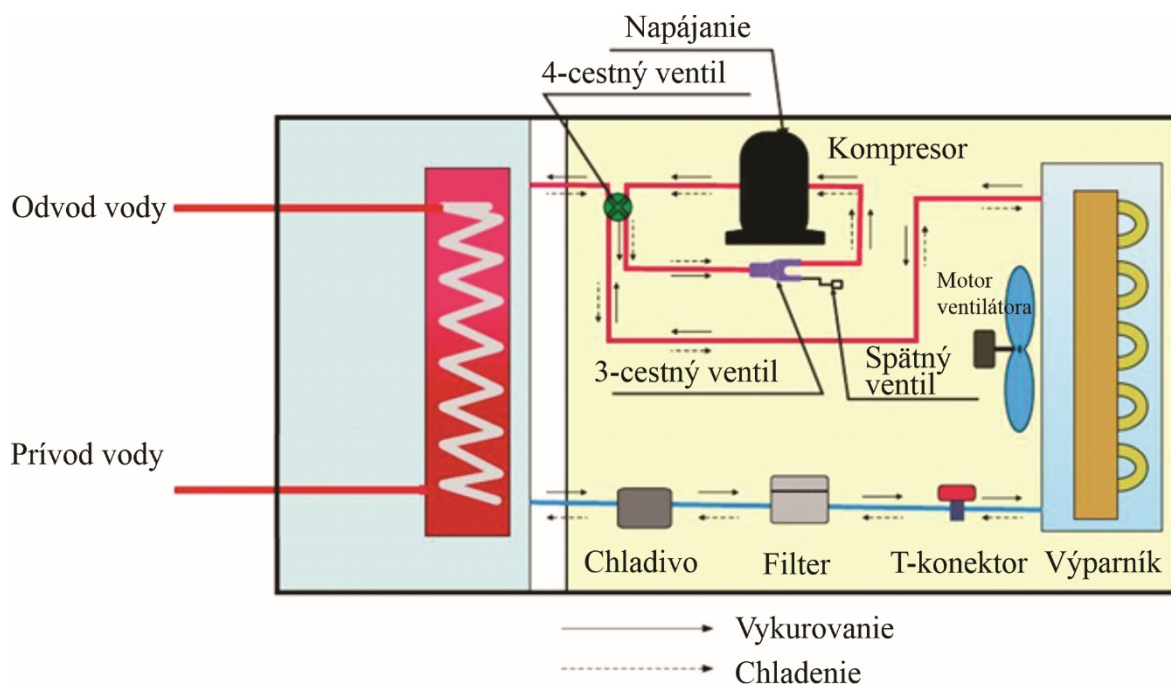 Napájanie
4-cestný ventil
Kompresor
Odvod vody
Motor
ventilátora
3-cestný ventil
Spätný
ventil
Prívod vody
Chladivo
Filter
T-konektor
Výparník
Vykurovanie
Chladenie